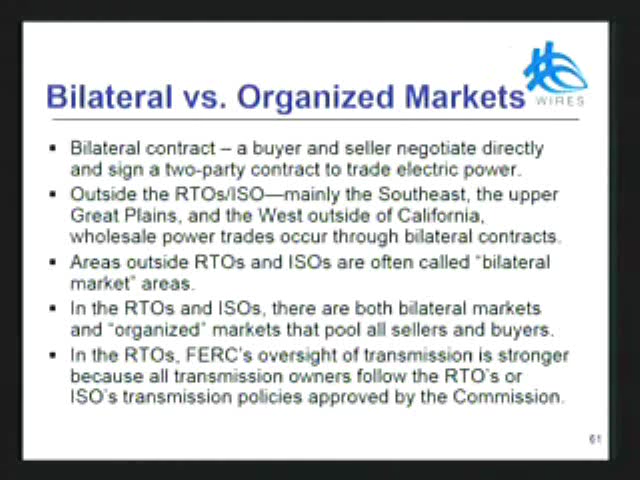 Bilateral vs. Organized Markets
WIRES
▪ Bilateral contract – a buyer and seller negotiate directly
and sign a two-party contract to trade electric power.
▪ Outside the RTOs/ISO—mainly the Southeast, the upper
Great Plains, and the West outside of California,
wholesale power trades occur through bilateral contracts.
▪ Areas outside RTOs and ISOs are often called “bilateral
market” areas.
▪ In the RTOs and ISOs, there are both bilateral markets
and “organized” markets that pool all sellers and buyers.
▪ In the RTOs, FERC’s oversight of transmission is stronger
because all transmission owners follow the RTO’s or
ISO’s transmission policies approved by the Commission.
61